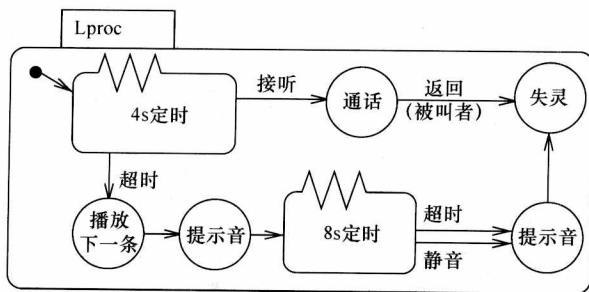 Lproc
4s定时
接听
通话
返回
(被叫者)
失灵
超时
播放
下一条
提示音
8s定时
超时
静音
提示音